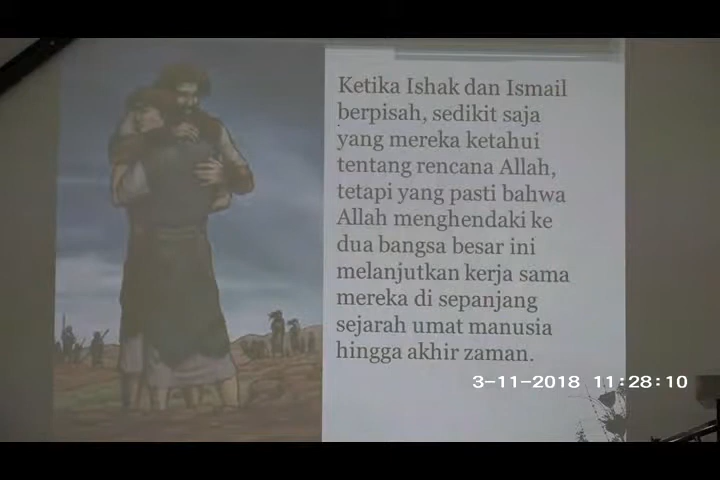 Ketika Ishak dan Ismail
berpisah, sedikit saja
yang mereka ketahui
tentang rencana Allah,
tetapi yang pasti bahwa
Allah menghendaki ke
dua bangsa besar ini
melanjutkan kerja sama
mereka di sepanjang
sejarah umat manusia
hingga akhir zaman.
3-11-2018 11:28:10